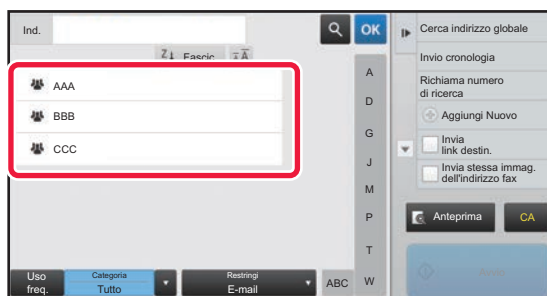 Ind.
OK
Fascic.
AAA
BBB
CCC
A
D
G
J
M
P
T
W
Uso
freq.
Categoria
Tutto
Restringi
E-mail
ABC
Cerca indirizzo globale
Invio cronologia
Richiama numero
di ricerca
Aggiungi Nuovo
Invia
link destin.
Invia stessa immag.
dell'indirizzo fax
Anteprima
CA